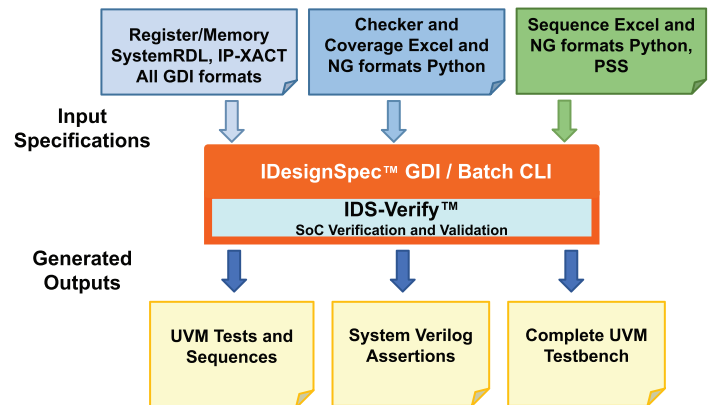 Register/Memory
SystemRDL, IP-XACT
All GDI formats
Checker and
Coverage Excel and
NG formats Python
Sequence Excel and
NG formats Python,
PSS
Input
Specifications
IDesignSpec™ GDI / Batch CLI
IDS-Verify™
SoC Verification and Validation
Generated
Outputs
UVM Tests and
Sequences
System Verilog
Assertions
Complete UVM
Testbench